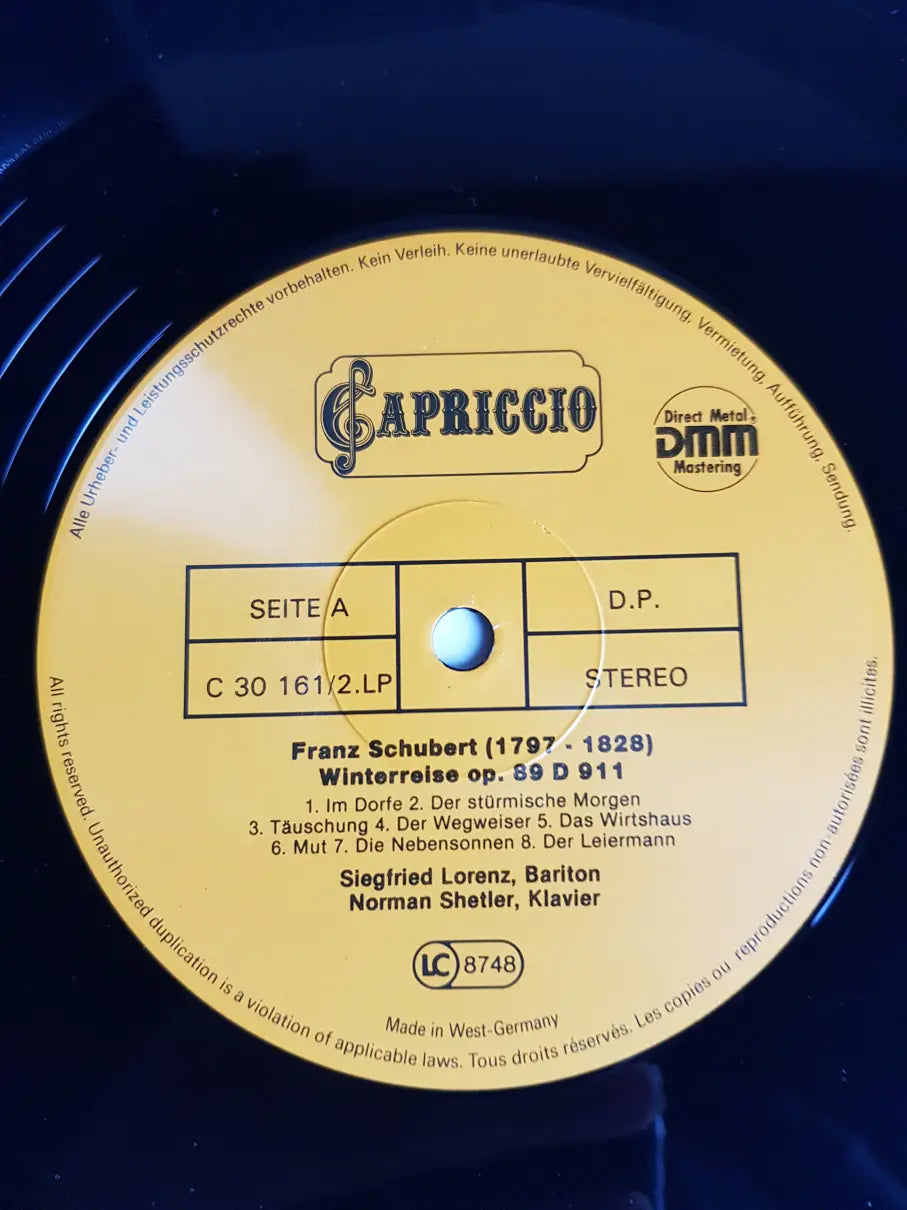 Alle Urheber- und Leistungsschutzrechte vorbehalten. Kein Verleih. Keine unerlaubte Vervielfältigung, Vermietung, Aufführung, Sendung.
CAPRICCIO
Direct Metal
DMM
Mastering
SEITE A
D.P.
C 30 161/2.LP
STEREO
Franz Schubert (1797 - 1828)
Winterreise op. 89 D 911
1. Im Dorfe 2. Der stürmische Morgen
3. Täuschung 4. Der Wegweiser 5. Das Wirtshaus
6. Mut 7. Die Nebensonnen 8. Der Leiermann
Siegfried Lorenz, Bariton
Norman Shetler, Klavier
LC 8748
Made in West-Germany
All rights reserved. Unauthorized duplication is a violation of applicable laws. Tous droits réservés. Les copies ou reproductions non-autorisées sont illicites.